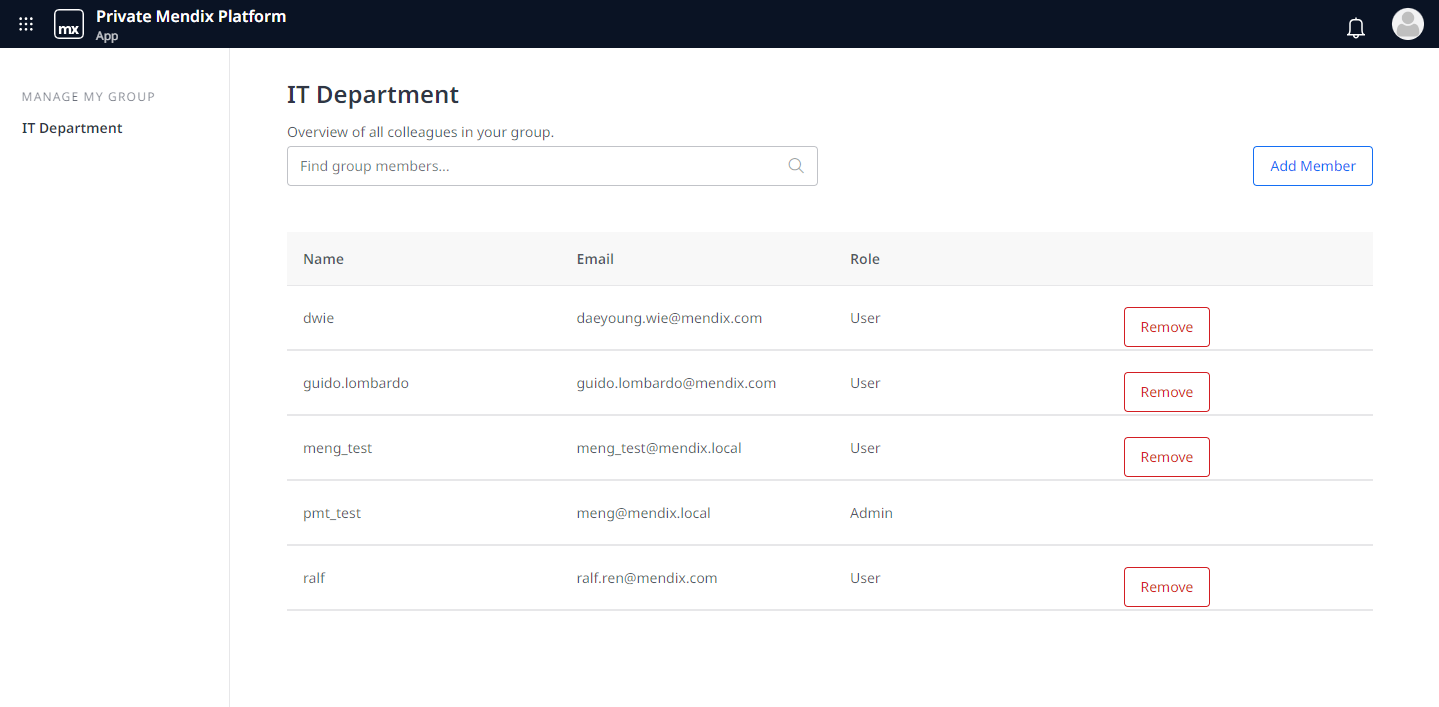 mx
Private Mendix Platform
App
MANAGE MY GROUP
IT Department
IT Department
Overview of all colleagues in your group.
Find group members...
Add Member
Name Email Role
dwie daeyoung.wie@mendix.com User Remove
guido.lombardo guido.lombardo@mendix.com User Remove
meng_test meng_test@mendix.local User Remove
pmt_test meng@mendix.local Admin
ralf ralf.ren@mendix.com User Remove